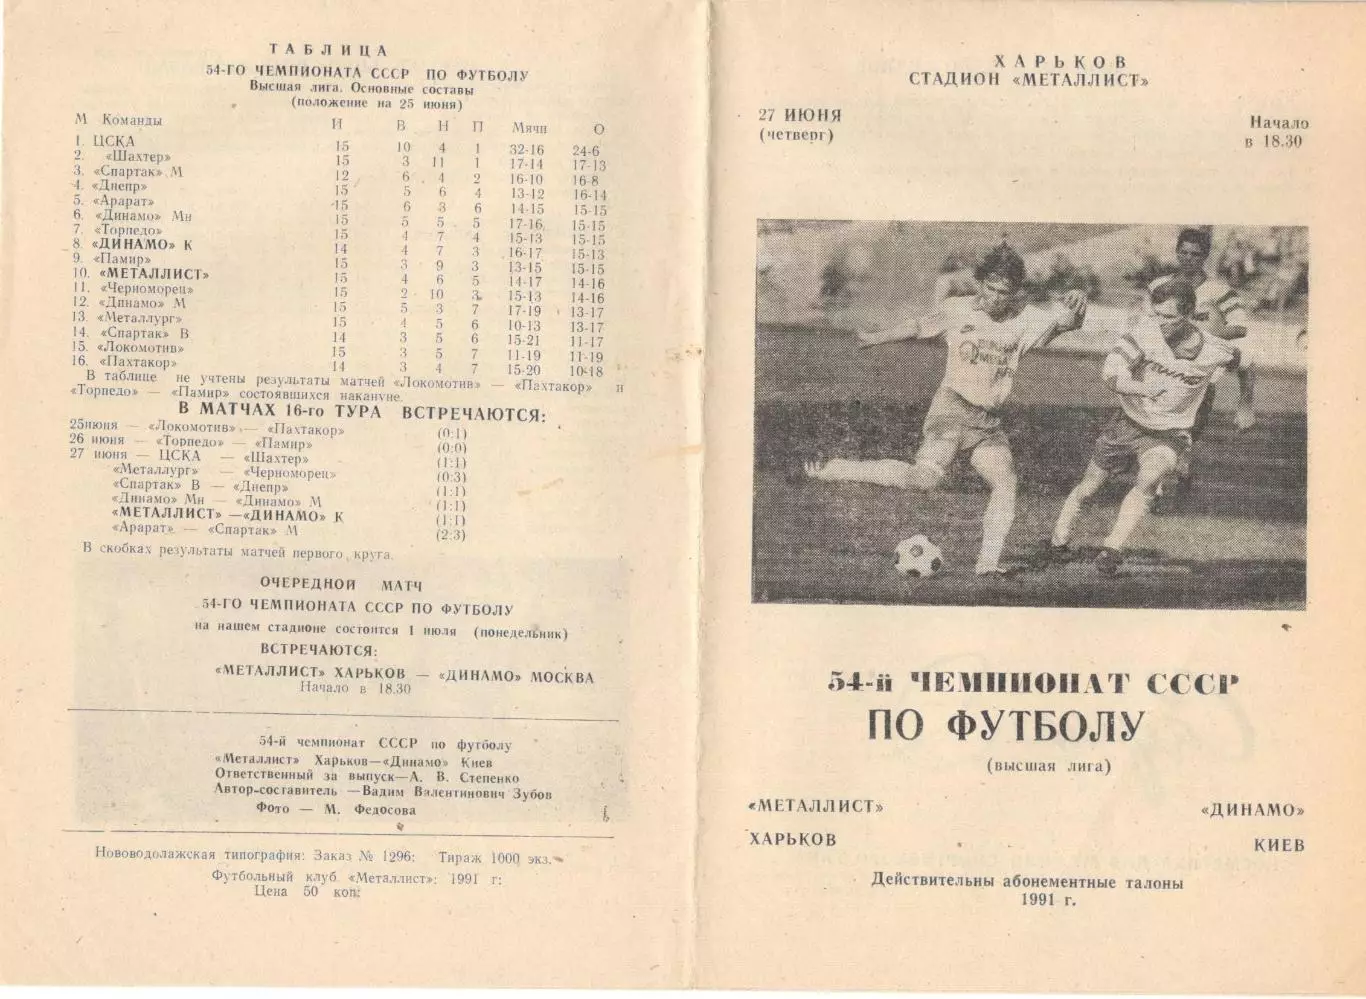 ТАБЛИЦА
54-ГО ЧЕМПИОНАТА СССР ПО ФУТБОЛУ
Высшая лига. Основные составы
(положение на 25 июня)
М Команды И В Н П Мячи О
1. ЦСКА 15 10 4 1 32-16 24-6
2. «Шахтер» 15 3 11 1 17-14 17-13
3. «Спартак» М 12 6 4 2 16-10 16-8
4. «Днепр» 15 5 6 4 13-12 16-14
5. «Арарат» 15 6 3 6 14-15 15-15
6. «Динамо» Мн 15 5 5 5 17-16 15-15
7. «Торпедо» 15 4 7 4 15-13 15-15
8. «ДИНАМО» К 14 4 7 3 16-17 15-13
9. «Памир» 15 3 9 3 13-15 15-15
10. «МЕТАЛЛИСТ» 15 4 6 5 14-17 14-16
11. «Черноморец» 15 2 10 3 15-13 14-16
12. «Динамо» М 15 5 3 7 17-19 13-17
13. «Металлург» 15 4 5 6 10-13 13-17
14. «Спартак» В 14 3 5 6 15-21 11-17
15. «Локомотив» 15 3 5 7 11-19 11-19
16. «Пахтакор» 14 3 4 7 15-20 10-18
В таблице не учтены результаты матчей «Локомотив» — «Пахтакор» и
«Торпедо» — «Памир» состоявшихся накануне.
В МАТЧАХ 16-го ТУРА ВСТРЕЧАЮТСЯ:
25июня — «Локомотив» — «Пахтакор» (0:1)
26 июня — «Торпедо» — «Памир» (0:0)
27 июня — ЦСКА — «Шахтер» (1:1)
«Металлург» — «Черноморец» (0:3)
«Спартак» В — «Днепр» (1:1)
«Динамо» Мн — «Динамо» М (1:1)
«МЕТАЛЛИСТ» —«ДИНАМО» К (1:1)
«Арарат» — «Спартак» М (2:3)
В скобках результаты матчей первого круга.
ОЧЕРЕДНОЙ МАТЧ
54-ГО ЧЕМПИОНАТА СССР ПО ФУТБОЛУ
на нашем стадионе состоится 1 июля (понедельник)
ВСТРЕЧАЮТСЯ:
«МЕТАЛЛИСТ» ХАРЬКОВ — «ДИНАМО» МОСКВА
Начало в 18.30
54-й чемпионат СССР по футболу
«Металлист» Харьков—«Динамо» Киев
Ответственный за выпуск—А. В. Степенко
Автор-составитель —Вадим Валентинович Зубов
Фото — М. Федосова
Нововодолажская типография: Заказ № 1296: Тираж 1000 экз.
Футбольный клуб «Металлист»: 1991 г:
Цена 50 коп:
ХАРЬКОВ
СТАДИОН «МЕТАЛЛИСТ»
27 ИЮНЯ
(четверг)
Начало
в 18.30
54-й ЧЕМПИОНАТ СССР
ПО ФУТБОЛУ
(высшая лига)
«МЕТАЛЛИСТ» «ДИНАМО»
ХАРЬКОВ КИЕВ
Действительны абонементные талоны
1991 г.